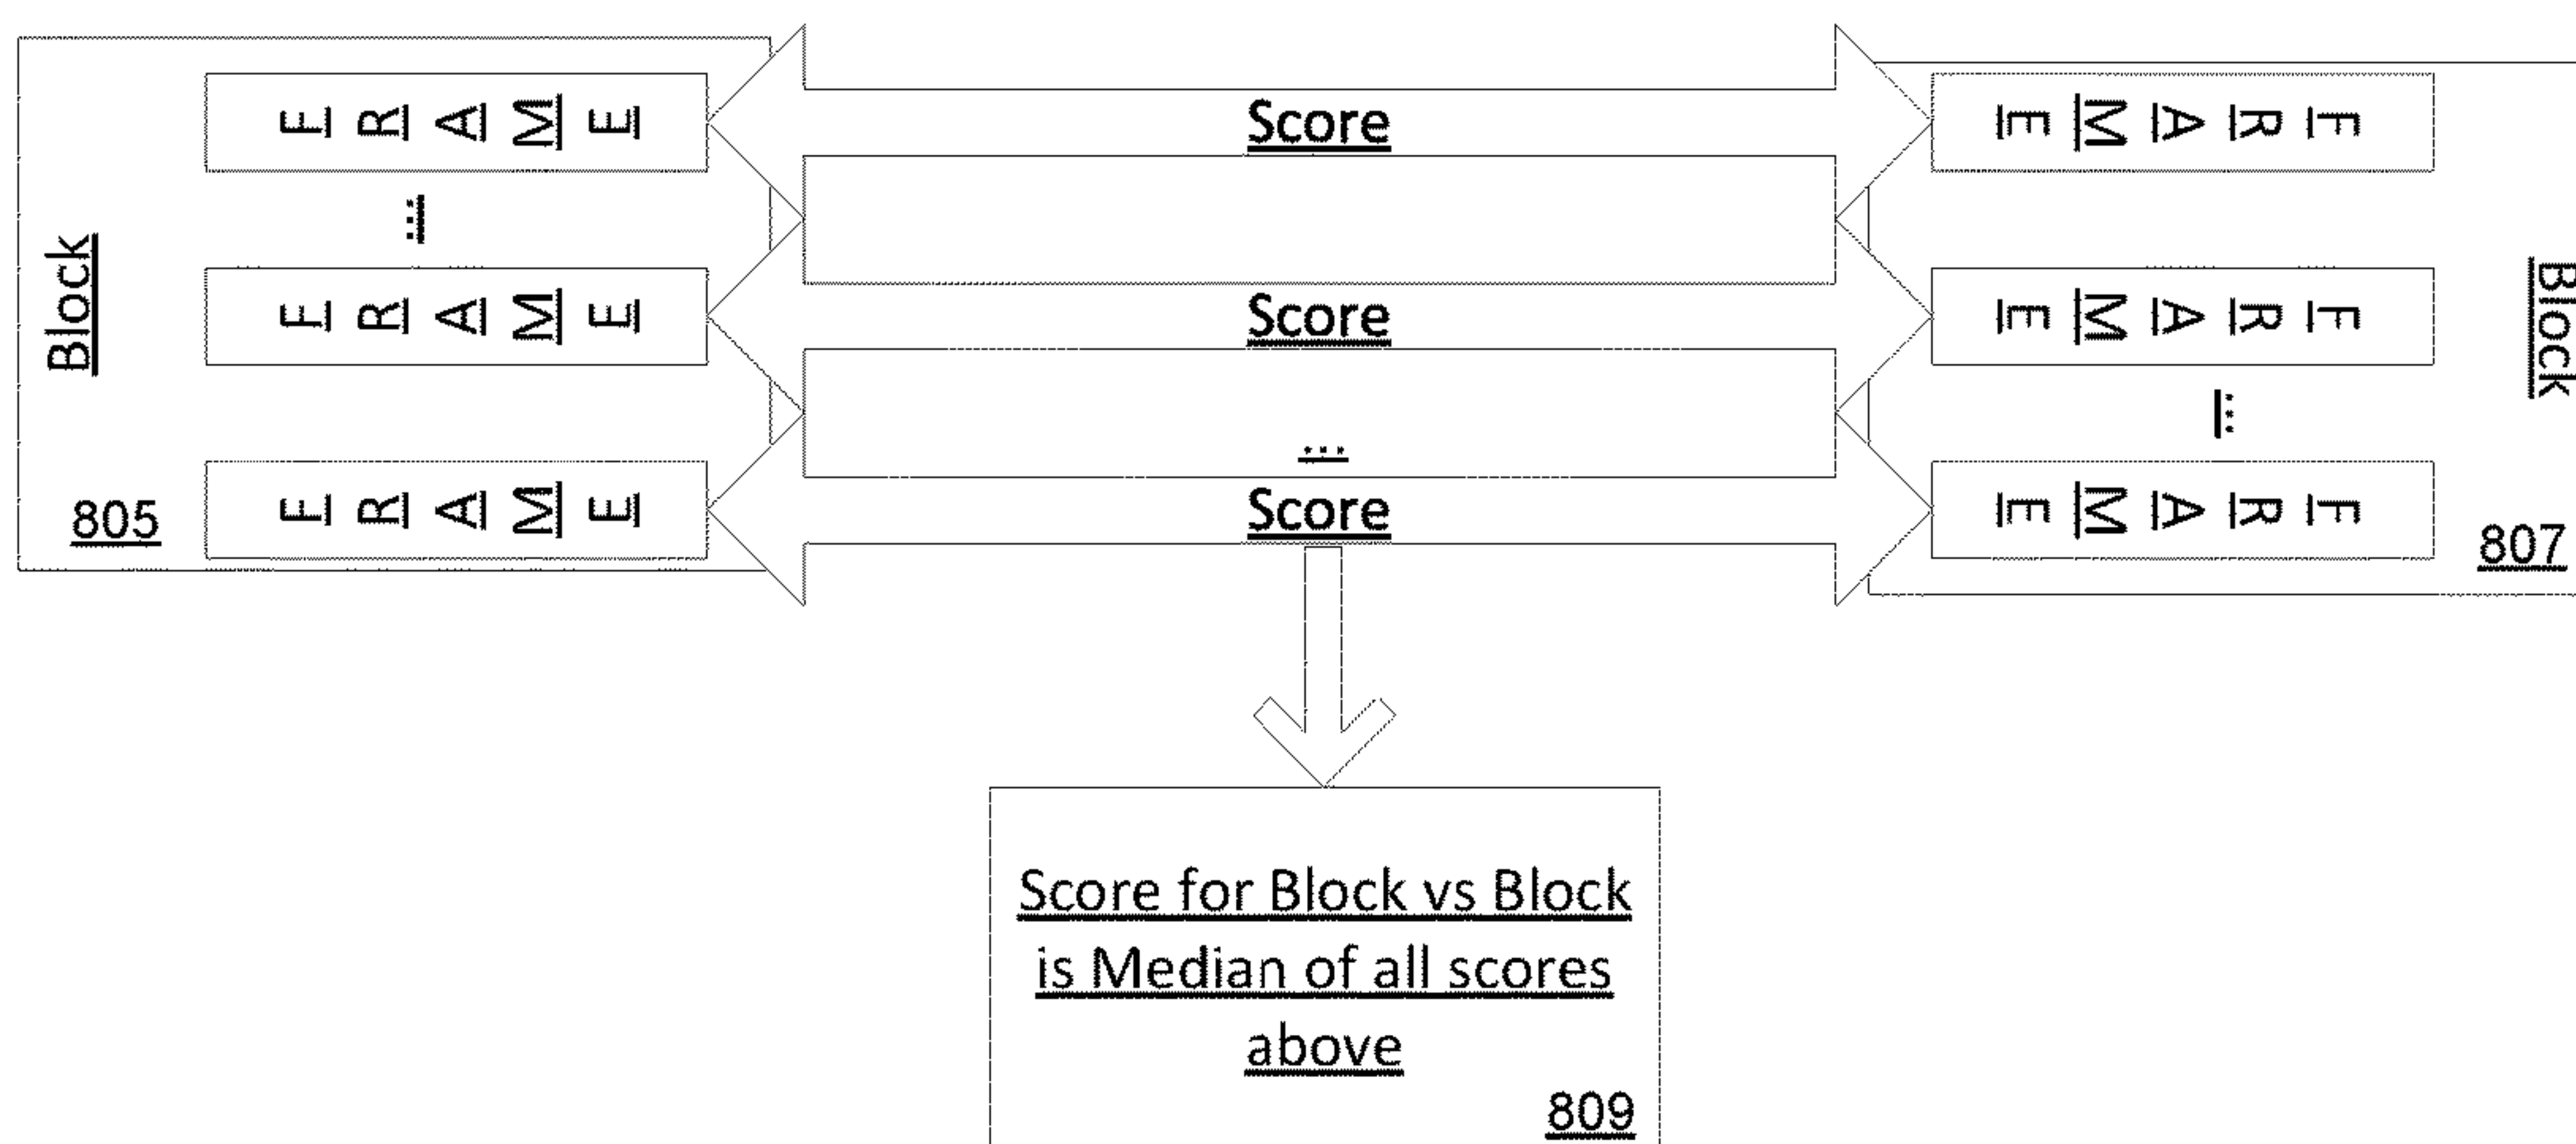 Block
FRAME
...
FRAME
FRAME
805
Score
Score
...
Score
FRAME
FRAME
...
FRAME
Block
807
Score for Block vs Block
is Median of all scores
above
809